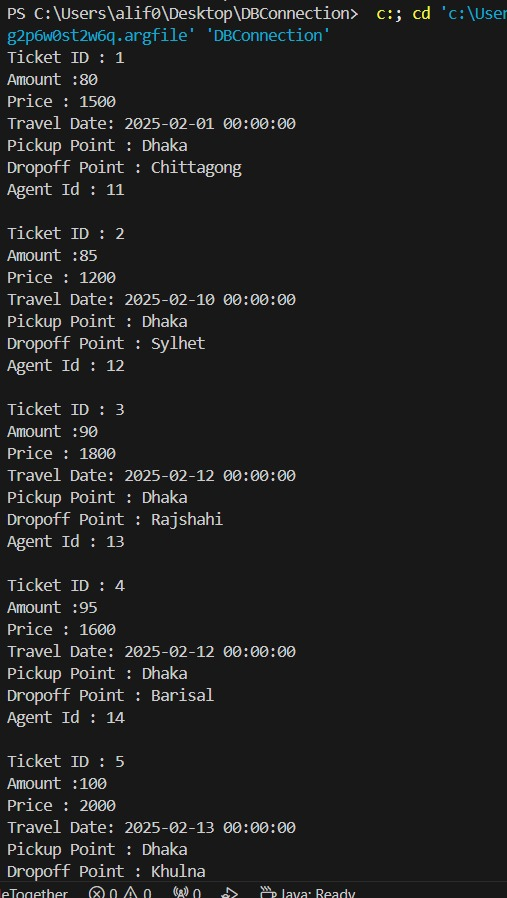 PS C:\Users\alif0\Desktop\DBConnection>  c:; cd 'c:\User
g2p6w0st2w6q.argfile' 'DBConnection'
Ticket ID : 1
Amount :80
Price : 1500
Travel Date: 2025-02-01 00:00:00
Pickup Point : Dhaka
Dropoff Point : Chittagong
Agent Id : 11
Ticket ID : 2
Amount :85
Price : 1200
Travel Date: 2025-02-10 00:00:00
Pickup Point : Dhaka
Dropoff Point : Sylhet
Agent Id : 12
Ticket ID : 3
Amount :90
Price : 1800
Travel Date: 2025-02-12 00:00:00
Pickup Point : Dhaka
Dropoff Point : Rajshahi
Agent Id : 13
Ticket ID : 4
Amount :95
Price : 1600
Travel Date: 2025-02-12 00:00:00
Pickup Point : Dhaka
Dropoff Point : Barisal
Agent Id : 14
Ticket ID : 5
Amount :100
Price : 2000
Travel Date: 2025-02-13 00:00:00
Pickup Point : Dhaka
Dropoff Point : Khulna
eTogether 0 0 0 Java: Ready